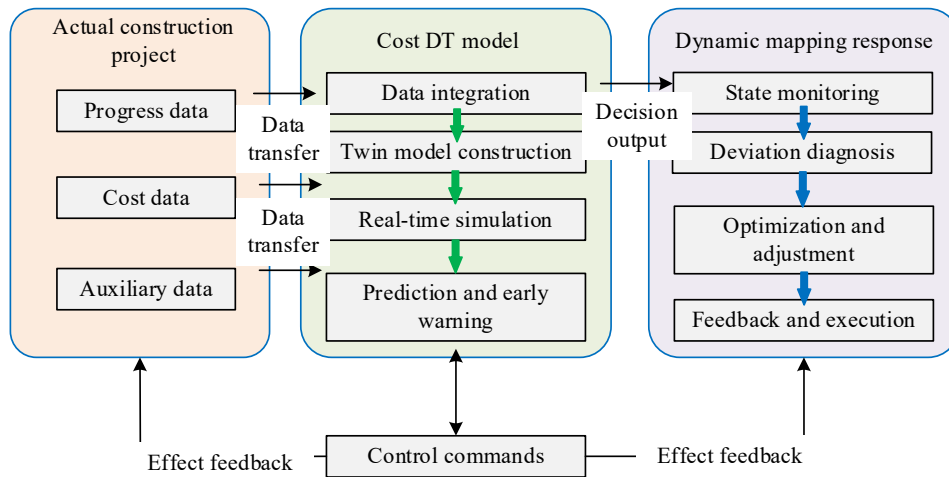 Actual construction
project
Progress data
Cost data
Auxiliary data
Data
transfer
Data
transfer
Cost DT model
Data integration
Twin model construction
Real-time simulation
Prediction and early
warning
Decision
output
Dynamic mapping response
State monitoring
Deviation diagnosis
Optimization and
adjustment
Feedback and execution
Effect feedback
Control commands
Effect feedback